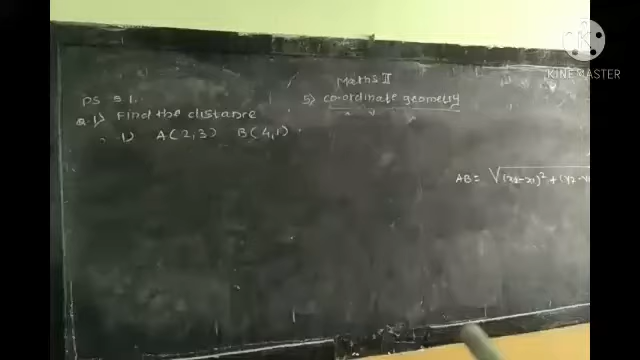 Maths II
PS 5.1.
5) co-ordinate geometry
Q.1) Find the distance
1) A(2,3) B(4,1).
AB = √(x2-x1)² + (y2-y1
KINEMASTER